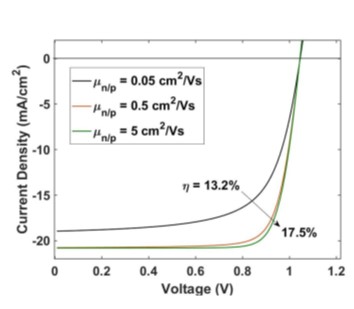 0
-5
-10
-15
-20
Current Density (mA/cm²)
μn/p = 0.05 cm²/Vs
μn/p = 0.5 cm²/Vs
μn/p = 5 cm²/Vs
η = 13.2%
17.5%
0 0.2 0.4 0.6 0.8 1 1.2
Voltage (V)